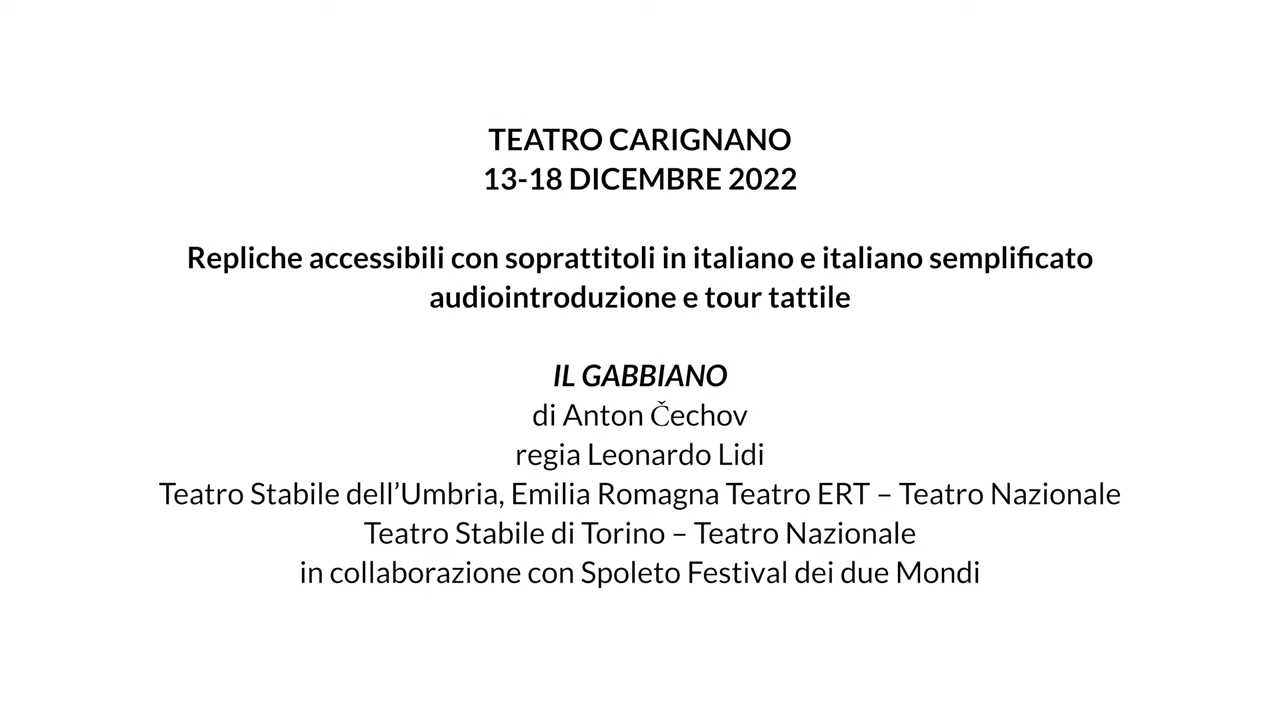 TEATRO CARIGNANO
13-18 DICEMBRE 2022
Repliche accessibili con soprattitoli in italiano e italiano semplificato
audiointroduzione e tour tattile
IL GABBIANO
di Anton Čechov
regia Leonardo Lidi
Teatro Stabile dell’Umbria, Emilia Romagna Teatro ERT – Teatro Nazionale
Teatro Stabile di Torino – Teatro Nazionale
in collaborazione con Spoleto Festival dei due Mondi